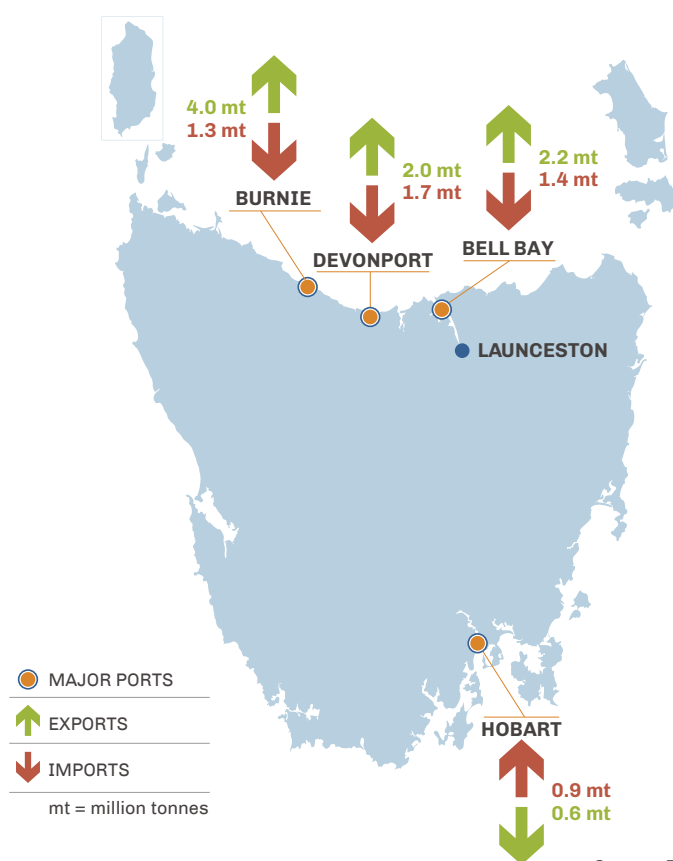 4.0 mt
1.3 mt
BURNIE
2.0 mt
1.7 mt
DEVONPORT
2.2 mt
1.4 mt
BELL BAY
LAUNCESTON
MAJOR PORTS
EXPORTS
IMPORTS
mt = million tonnes
HOBART
0.9 mt
0.6 mt